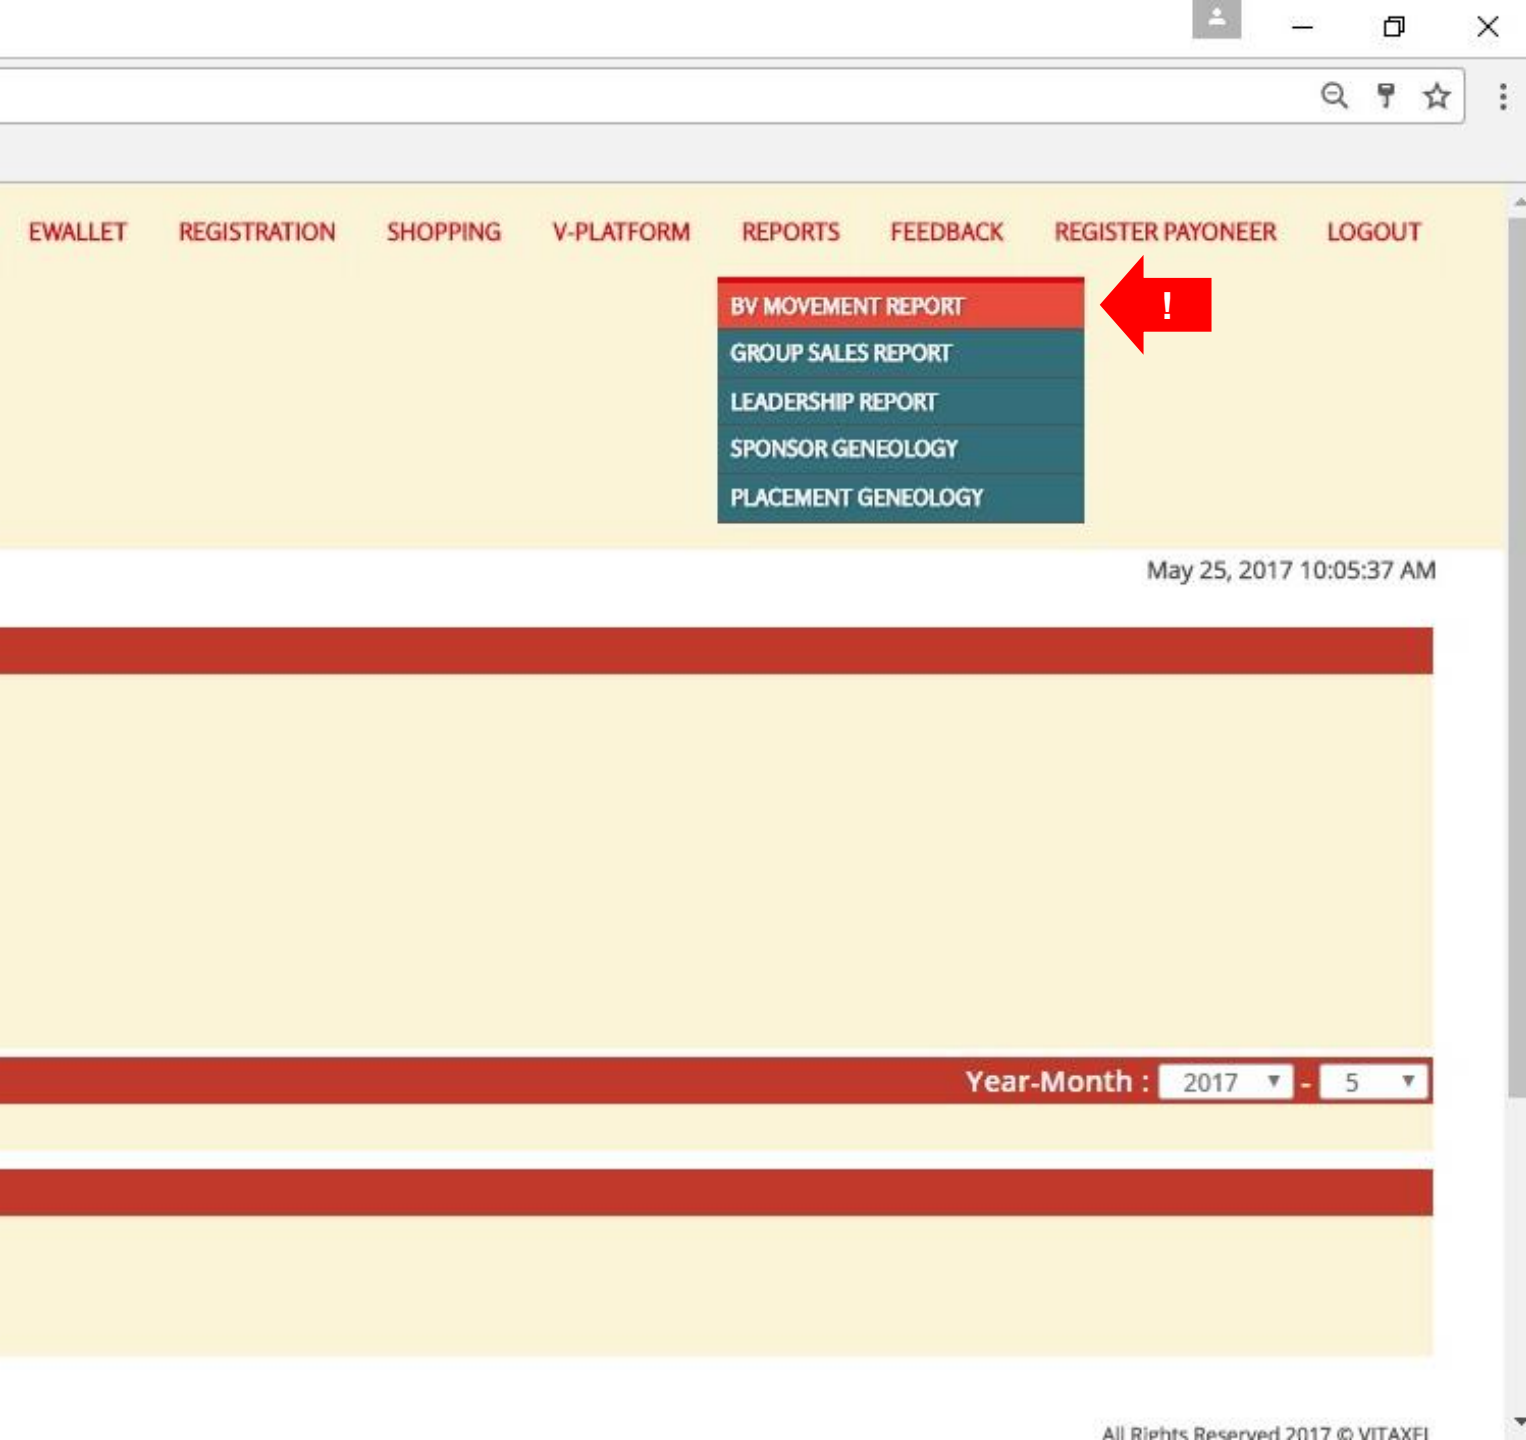 EWALLET REGISTRATION SHOPPING V-PLATFORM REPORTS FEEDBACK REGISTER PAYONEER LOGOUT
BV MOVEMENT REPORT
!
GROUP SALES REPORT
LEADERSHIP REPORT
SPONSOR GENEOLOGY
PLACEMENT GENEOLOGY
May 25, 2017 10:05:37 AM
Year-Month : 2017 - 5
All Rights Reserved 2017 © VITAXEL